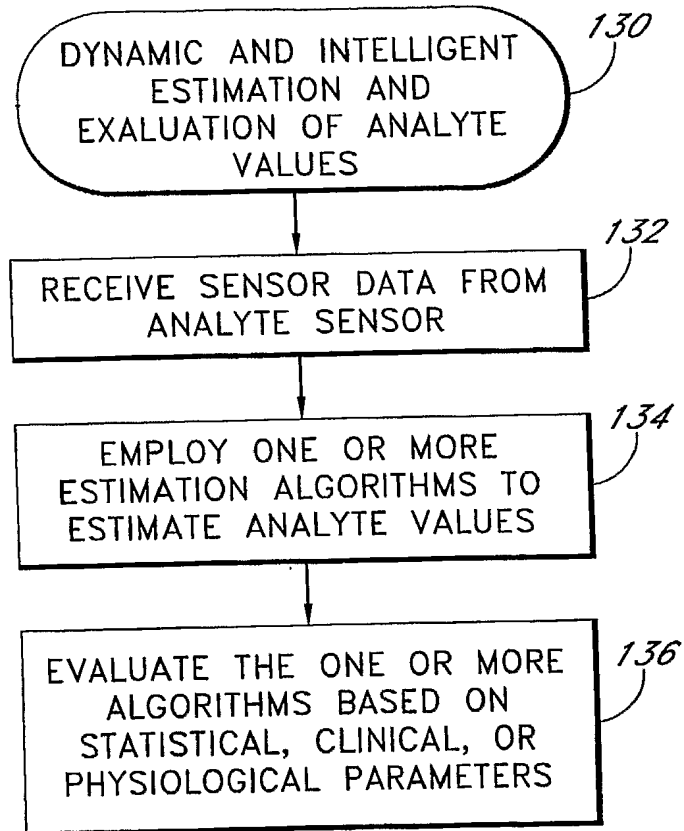 130
DYNAMIC AND INTELLIGENT
ESTIMATION AND
EXALUATION OF ANALYTE
VALUES
132
RECEIVE SENSOR DATA FROM
ANALYTE SENSOR
134
EMPLOY ONE OR MORE
ESTIMATION ALGORITHMS TO
ESTIMATE ANALYTE VALUES
136
EVALUATE THE ONE OR MORE
ALGORITHMS BASED ON
STATISTICAL, CLINICAL, OR
PHYSIOLOGICAL PARAMETERS